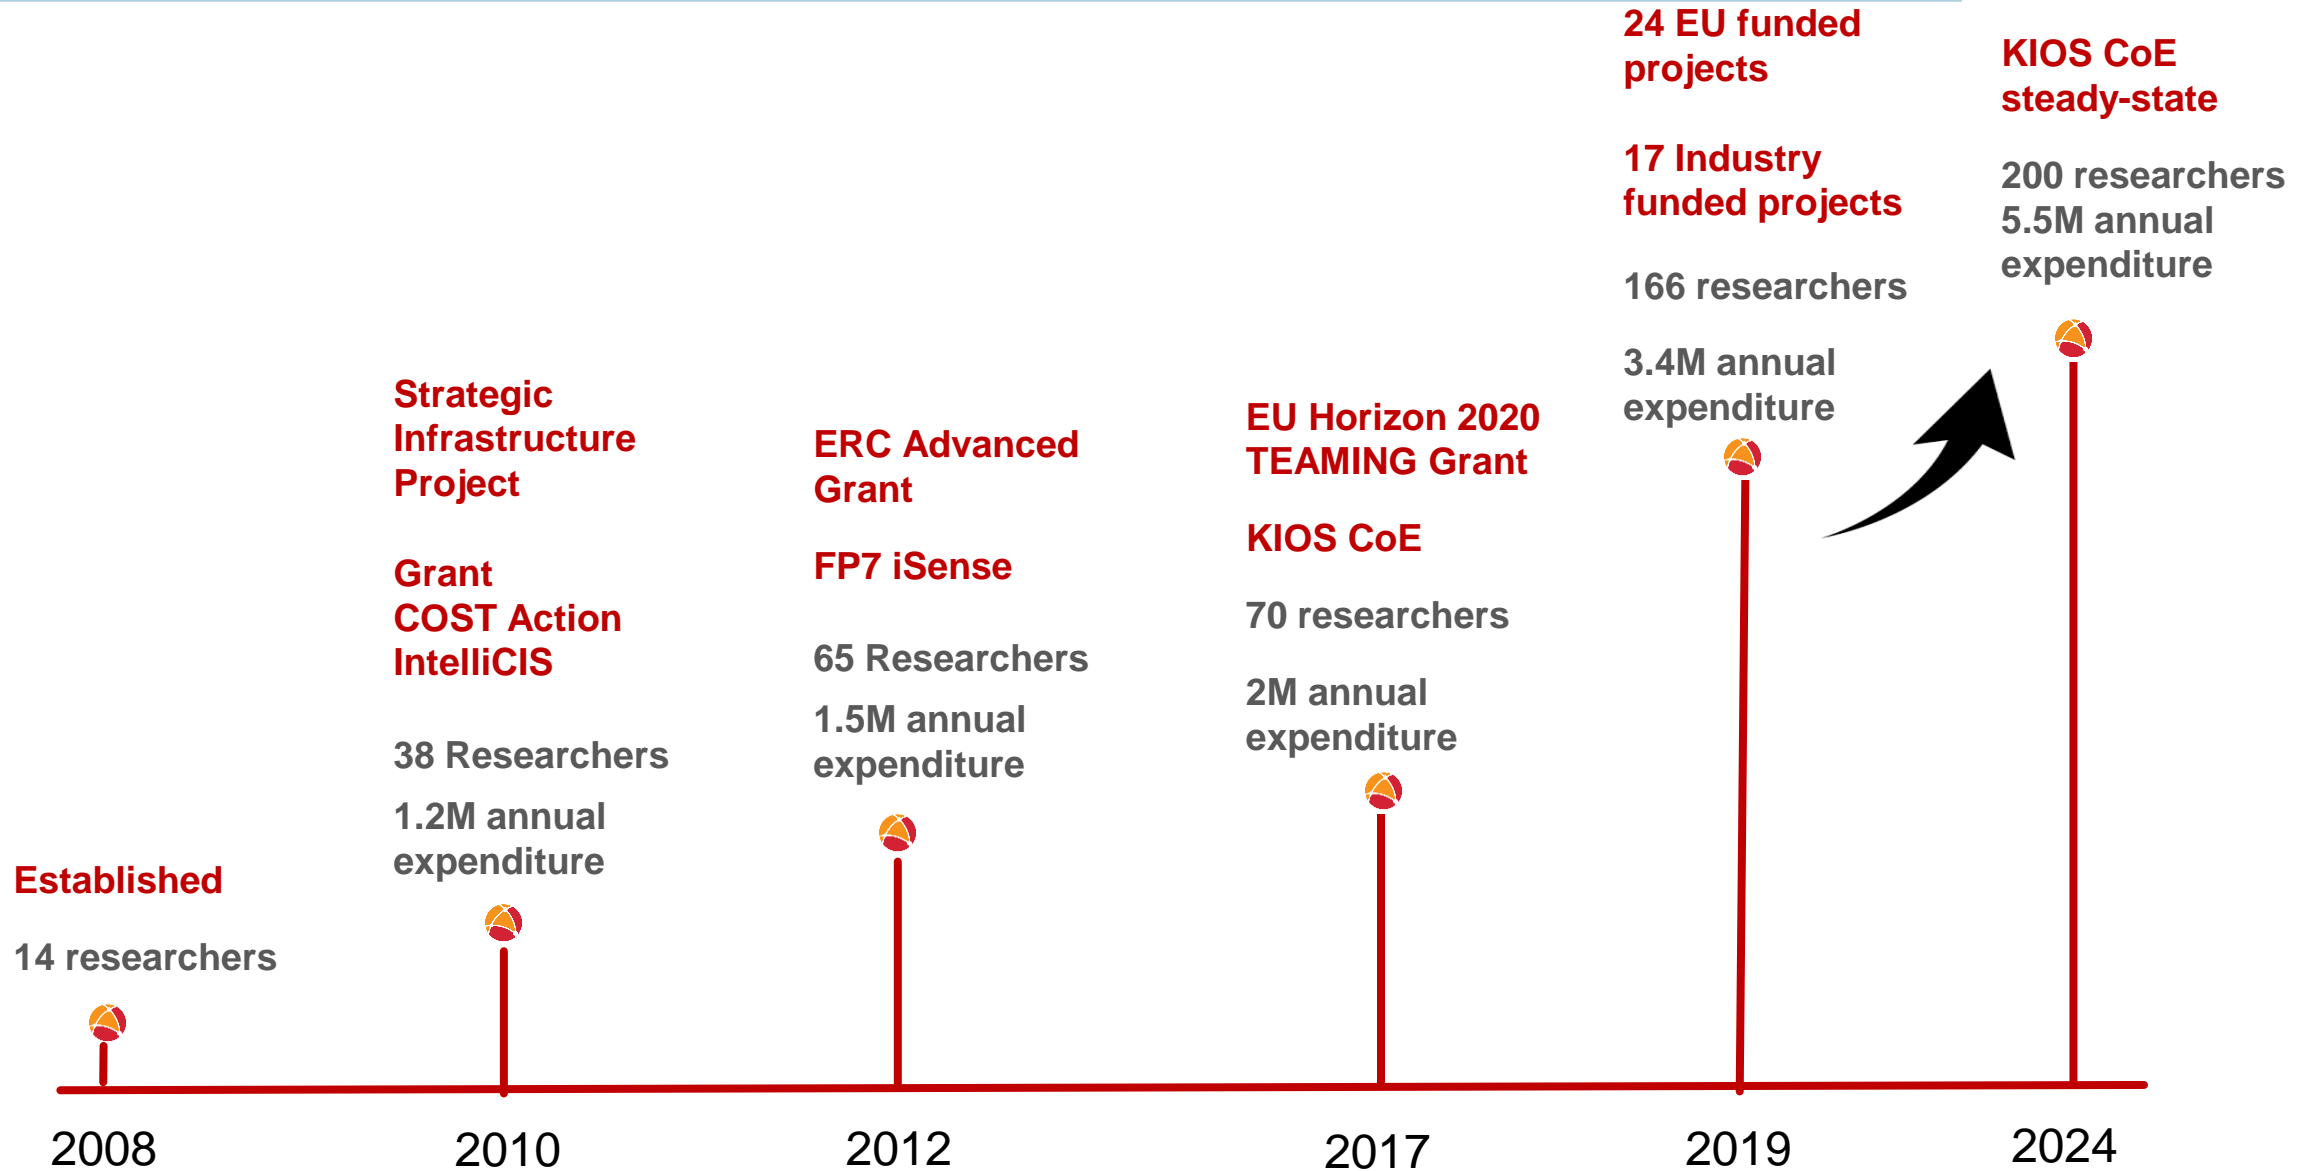 Established
14 researchers
2008
Strategic
Infrastructure
Project
Grant
COST Action
IntelliCIS
38 Researchers
1.2M annual
expenditure
2010
ERC Advanced
Grant
FP7 iSense
65 Researchers
1.5M annual
expenditure
2012
EU Horizon 2020
TEAMING Grant
KIOS CoE
70 researchers
2M annual
expenditure
2017
24 EU funded
projects
17 Industry
funded projects
166 researchers
3.4M annual
expenditure
2019
KIOS CoE
steady-state
200 researchers
5.5M annual
expenditure
2024